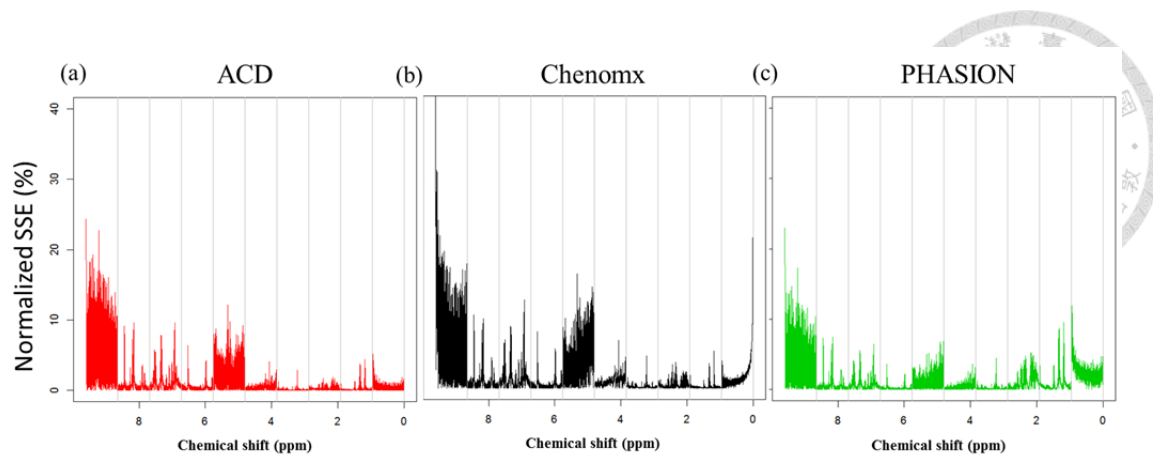 (a) ACD (b) Chenomx (c) PHASION
Normalized SSE (%)
40
30
20
10
0
8 6 4 2 0
8 6 4 2 0
8 6 4 2 0
Chemical shift (ppm) Chemical shift (ppm) Chemical shift (ppm)